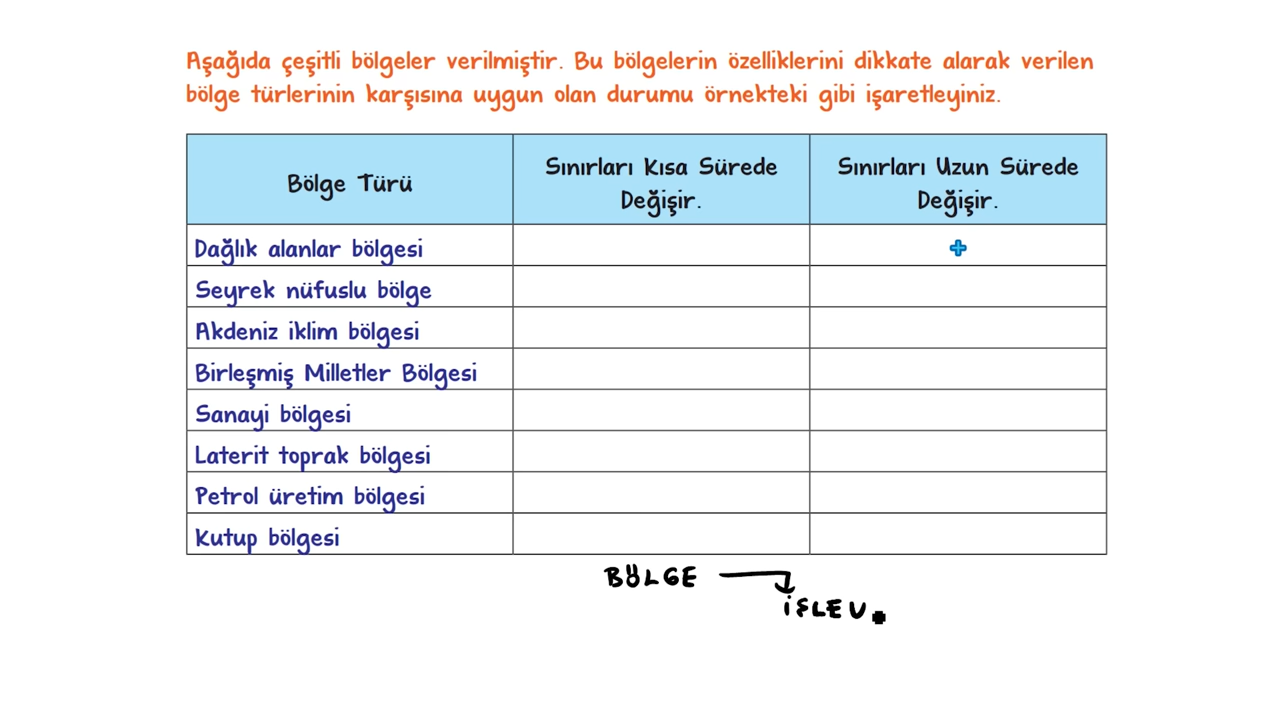 Aşağıda çeşitli bölgeler verilmiştir. Bu bölgelerin özelliklerini dikkate alarak verilen
bölge türlerinin karşısına uygun olan durumu örnekteki gibi işaretleyiniz.
Bölge Türü
Sınırları Kısa Sürede
Değişir.
Sınırları Uzun Sürede
Değişir.
Dağlık alanlar bölgesi
Seyrek nüfuslu bölge
Akdeniz iklim bölgesi
Birleşmiş Milletler Bölgesi
Sanayi bölgesi
Laterit toprak bölgesi
Petrol üretim bölgesi
Kutup bölgesi
BÖLGE
İŞLEV